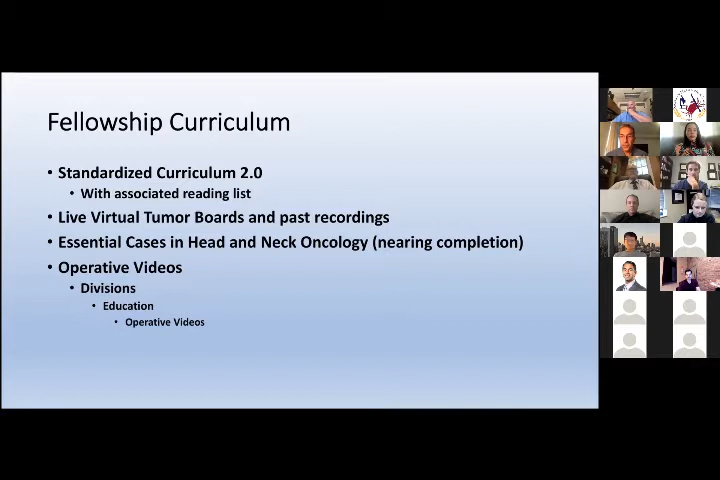 Fellowship Curriculum
• Standardized Curriculum 2.0
• With associated reading list
• Live Virtual Tumor Boards and past recordings
• Essential Cases in Head and Neck Oncology (nearing completion)
• Operative Videos
• Divisions
• Education
• Operative Videos